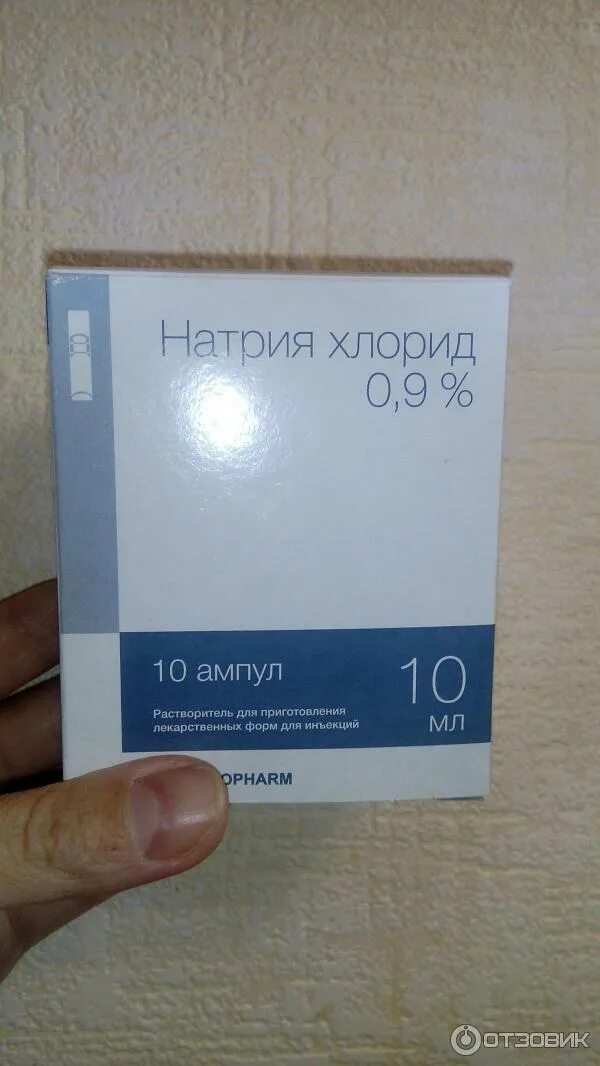 Натрия хлорид
0,9 %
10 ампул
10
мл
Растворитель для приготовления
лекарственных форм для инъекций
OPHARM
ОТЗОВИК